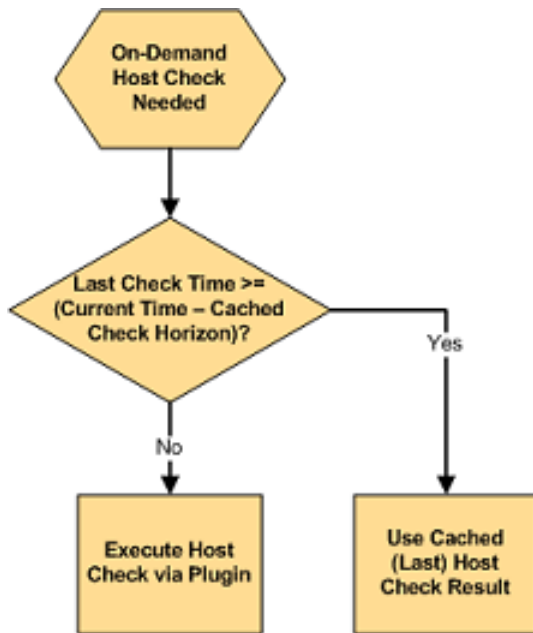 On-Demand
Host Check
Needed
Last Check Time >=
(Current Time – Cached
Check Horizon)?
Yes
No
Execute Host
Check via Plugin
Use Cached
(Last) Host
Check Result